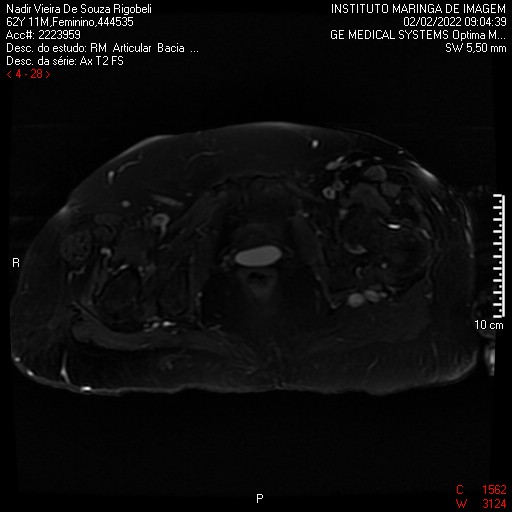 Nadir Vieira De Souza Rigobeli
62Y 11M,Feminino,444535
Acc#: 2223959
Desc. do estudo: RM Articular Bacia ...
Desc. da série: Ax T2 FS
< 4 - 28 >
INSTITUTO MARINGA DE IMAGEM
02/02/2022 09:04:39
GE MEDICAL SYSTEMS Optima M...
SW 5,50 mm
R
10 cm
P
C 1562
W 3124